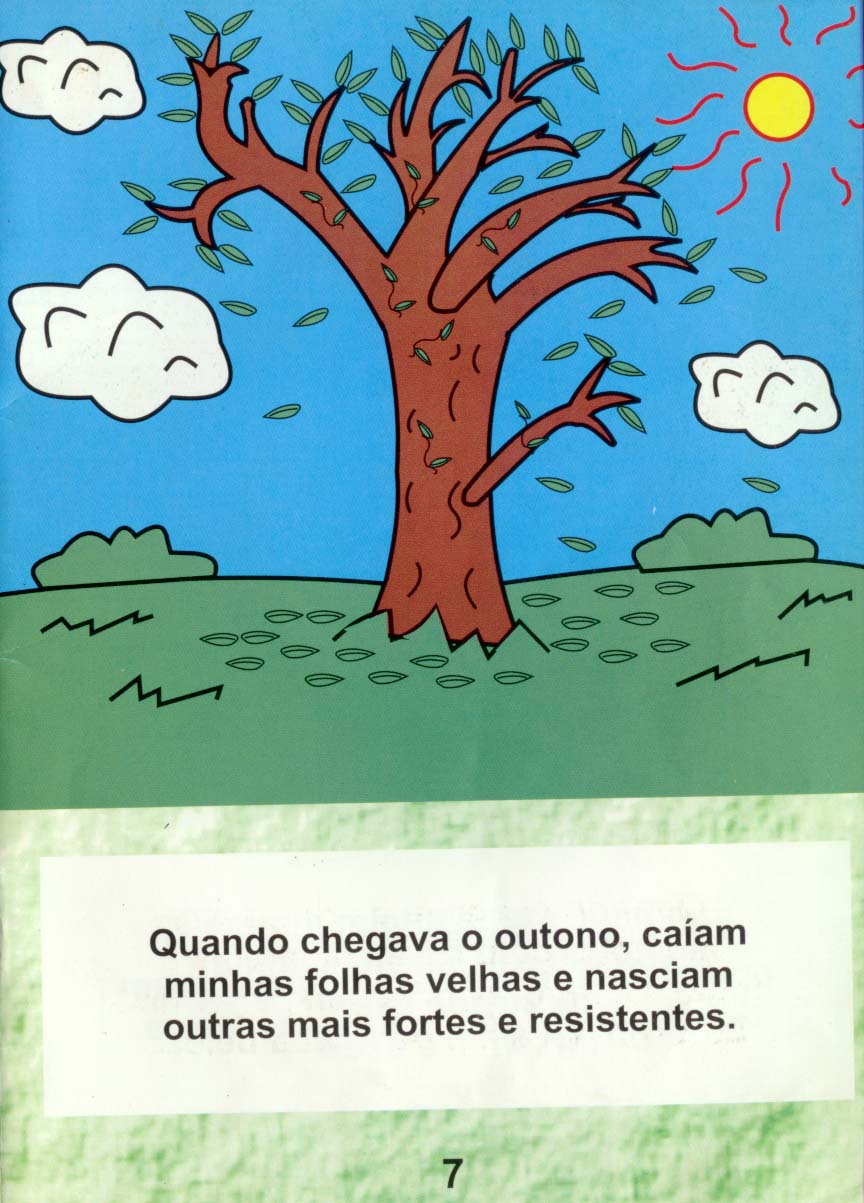 Quando chegava o outono, caíam
minhas folhas velhas e nasciam
outras mais fortes e resistentes.
7